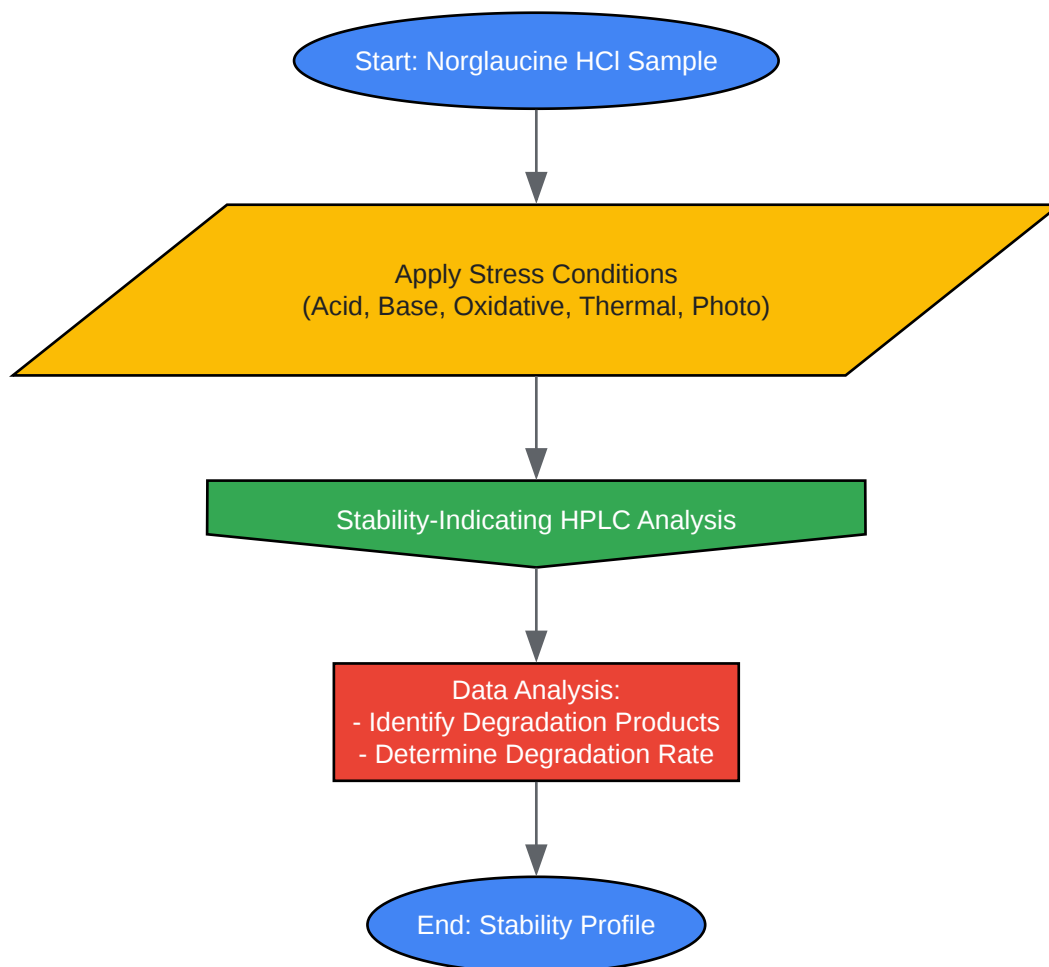 Start: Norglaucine HCl Sample
Apply Stress Conditions
(Acid, Base, Oxidative, Thermal, Photo)
Stability-Indicating HPLC Analysis
Data Analysis:
- Identify Degradation Products
- Determine Degradation Rate
End: Stability Profile